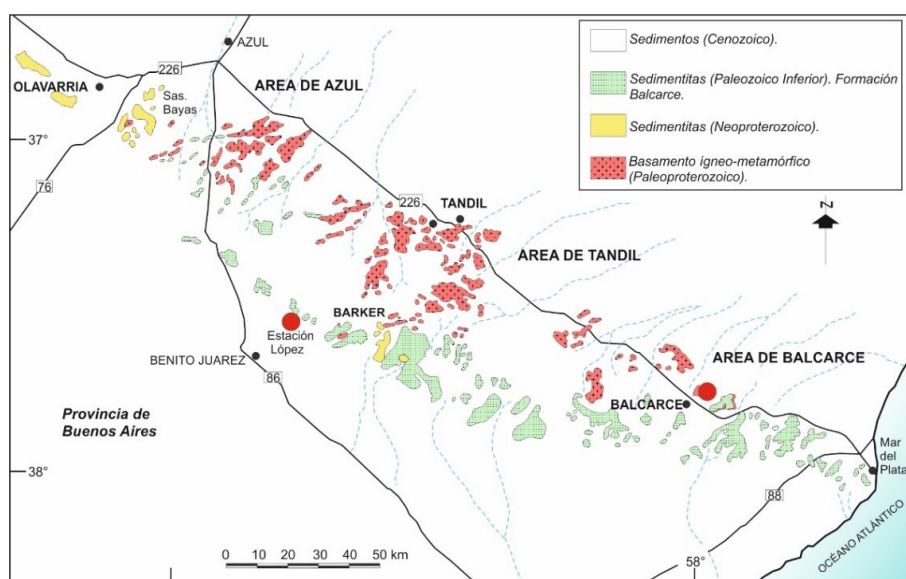 Sedimentos (Cenozoico).
Sedimentitas (Paleozoico Inferior). Formación
Balcarce.
Sedimentitas (Neoproterozoico).
Basamento ígneo-metamórfico
(Paleoproterozoico).
AZUL
226
OLAVARRIA
AREA DE AZUL
Sas.
Bayas
37°
76
226
TANDIL
N
AREA DE TANDIL
BARKER
Estación
López
BENITO JUAREZ
86
AREA DE BALCARCE
BALCARCE
Provincia de
Buenos Aires
Mar
del
Plata
38°
88
0 10 20 30 40 50 km
58°
OCÉANO ATLÁNTICO